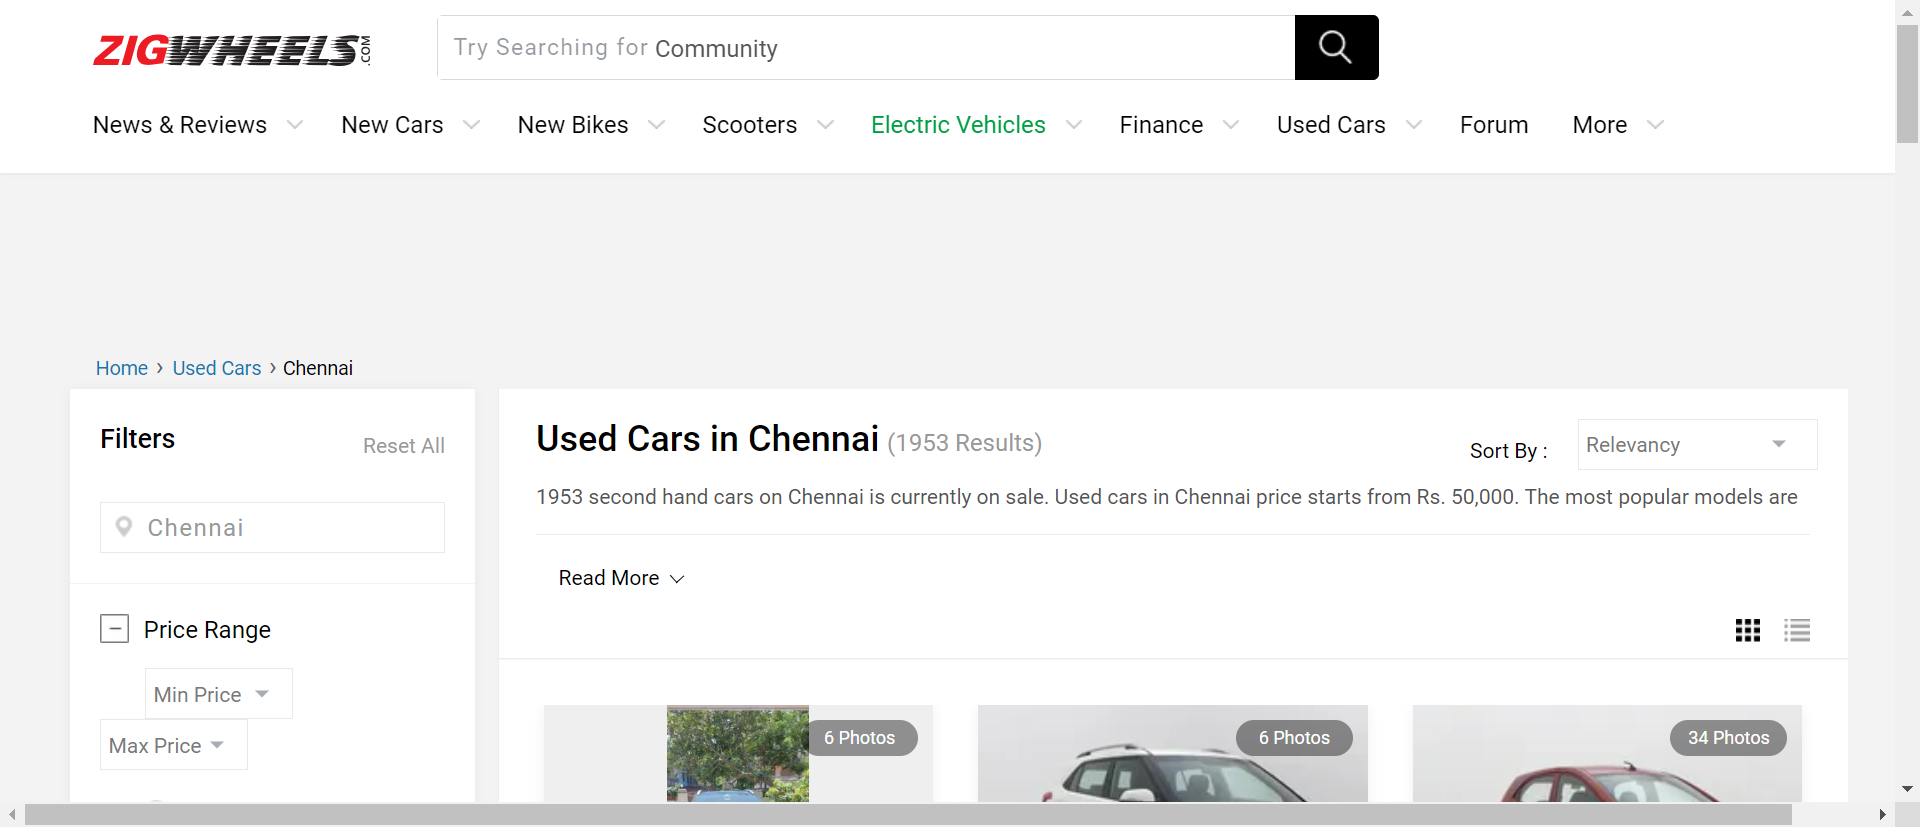 ZIGWHEELS.COM
Try Searching for Community
News & Reviews New Cars New Bikes Scooters Electric Vehicles Finance Used Cars Forum More
Home › Used Cars › Chennai
Filters
Reset All
Chennai
Price Range
Min Price
Max Price
Used Cars in Chennai (1953 Results)
Sort By : Relevancy
1953 second hand cars on Chennai is currently on sale. Used cars in Chennai price starts from Rs. 50,000. The most popular models are
Read More
6 Photos
6 Photos
34 Photos